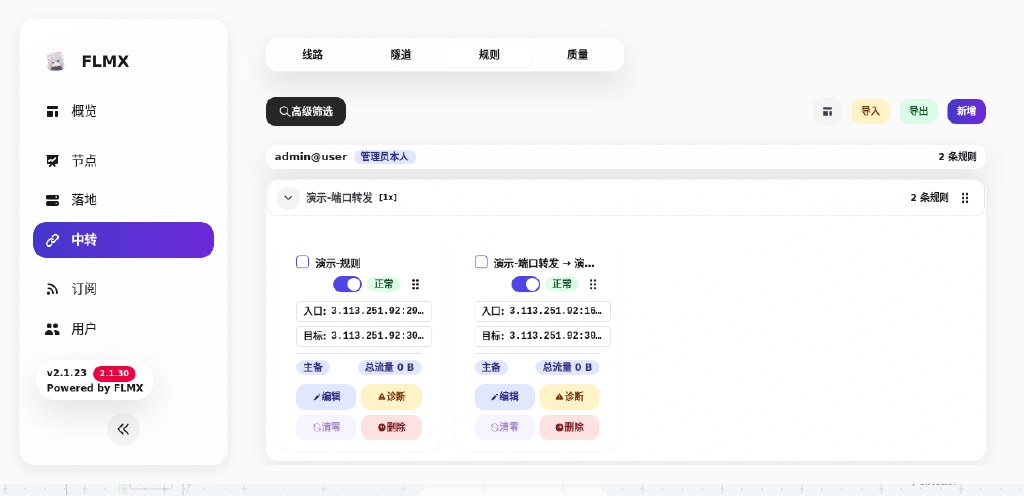 FLMX
概览
节点
落地
中转
订阅
用户
v2.1.23 2.1.30
Powered by FLMX
线路 隧道 规则 质量
高级筛选 导入 导出 新增
admin@user 管理员本人 2 条规则
演示-端口转发 [1x] 2 条规则
演示-规则
正常
入口: 3.113.251.92:29…
目标: 3.113.251.92:30…
主备 总流量 0 B
编辑 诊断
清零 删除
演示-端口转发 → 演...
正常
入口: 3.113.251.92:16…
目标: 3.113.251.92:30…
主备 总流量 0 B
编辑 诊断
清零 删除